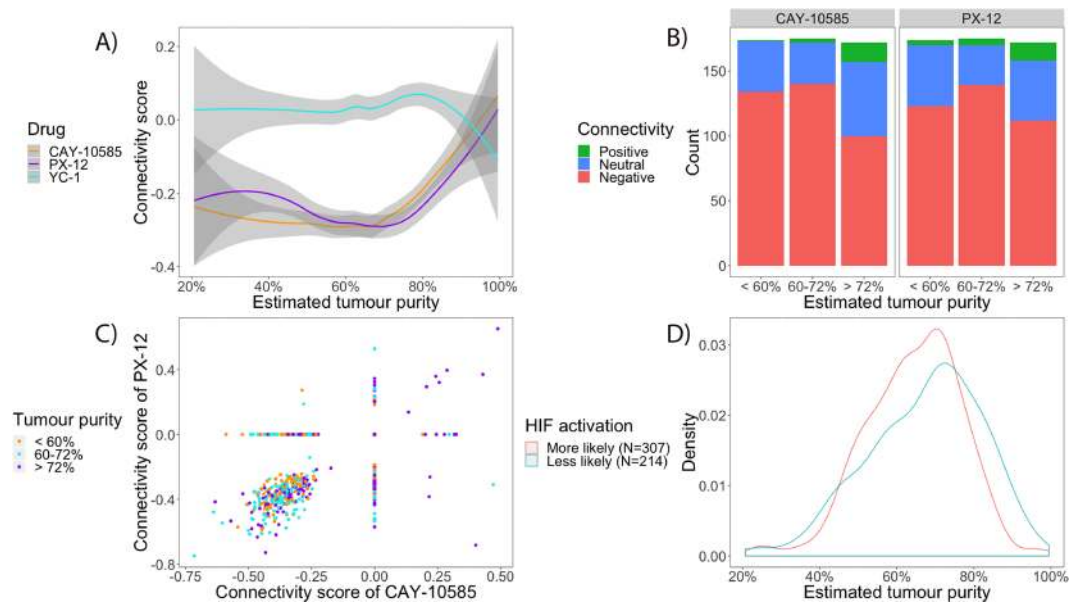 A)
Connectivity score
0.2
0.0
-0.2
-0.4
20%
40%
60%
80%
100%
Estimated tumour purity
Drug
CAY-10585
PX-12
YC-1
B)
CAY-10585
PX-12
Count
150
100
50
0
< 60%
60-72%
> 72%
< 60%
60-72%
> 72%
Estimated tumour purity
Connectivity
Positive
Neutral
Negative
C)
Connectivity score of PX-12
0.4
0.0
-0.4
-0.8
-0.75
-0.50
-0.25
0.00
0.25
0.50
Connectivity score of CAY-10585
Tumour purity
< 60%
60-72%
> 72%
D)
Density
0.03
0.02
0.01
0.00
20%
40%
60%
80%
100%
Estimated tumour purity
HIF activation
More likely (N=307)
Less likely (N=214)